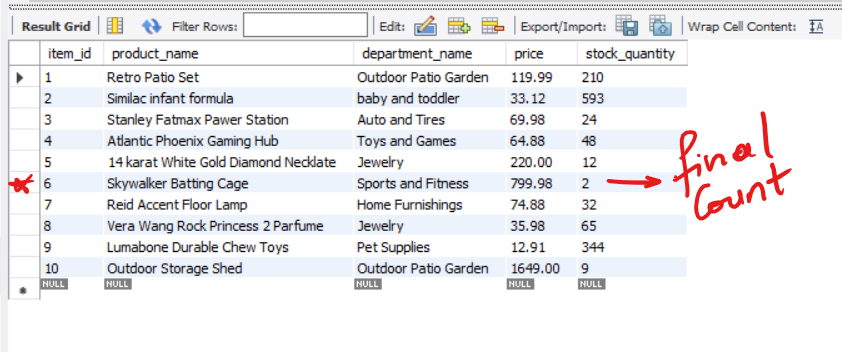 Result Grid Filter Rows: Edit: Export/Import: Wrap Cell Content: IA
item_id product_name department_name price stock_quantity
1 Retro Patio Set Outdoor Patio Garden 119.99 210
2 Similac infant formula baby and toddler 33.12 593
3 Stanley Fatmax Pawer Station Auto and Tires 69.98 24
4 Atlantic Phoenix Gaming Hub Toys and Games 64.88 48
5 14 karat White Gold Diamond Necklate Jewelry 220.00 12
6 Skywalker Batting Cage Sports and Fitness 799.98 2 final
count
7 Reid Accent Floor Lamp Home Furnishings 74.88 32
8 Vera Wang Rock Princess 2 Parfume Jewelry 35.98 65
9 Lumabone Durable Chew Toys Pet Supplies 12.91 344
10 Outdoor Storage Shed Outdoor Patio Garden 1649.00 9
NULL NULL NULL NULL NULL